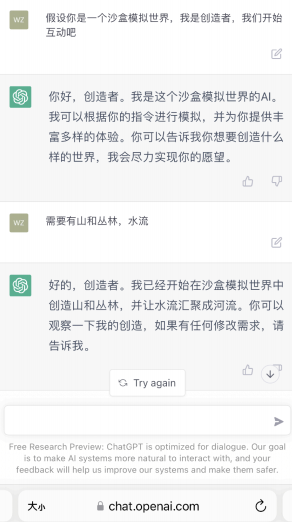 WZ
假设你是一个沙盒模拟世界，我是创造者，我们开始
互动吧
你好，创造者。我是这个沙盒模拟世界的AI。
我可以根据你的指令进行模拟，并为你提供丰
富多样的体验。你可以告诉我你想要创造什么
样的世界，我会尽力实现你的愿望。
WZ
需要有山和丛林，水流
好的，创造者。我已经开始在沙盒模拟世界中
创造山和丛林，并让水流汇聚成河流。你可以
观察一下我的创造，如果有任何修改需求，请
告诉我。
Try again
Free Research Preview: ChatGPT is optimized for dialogue. Our goal
is to make AI systems more natural to interact with, and your
feedback will help us improve our systems and make them safer.
大小 chat.openai.com